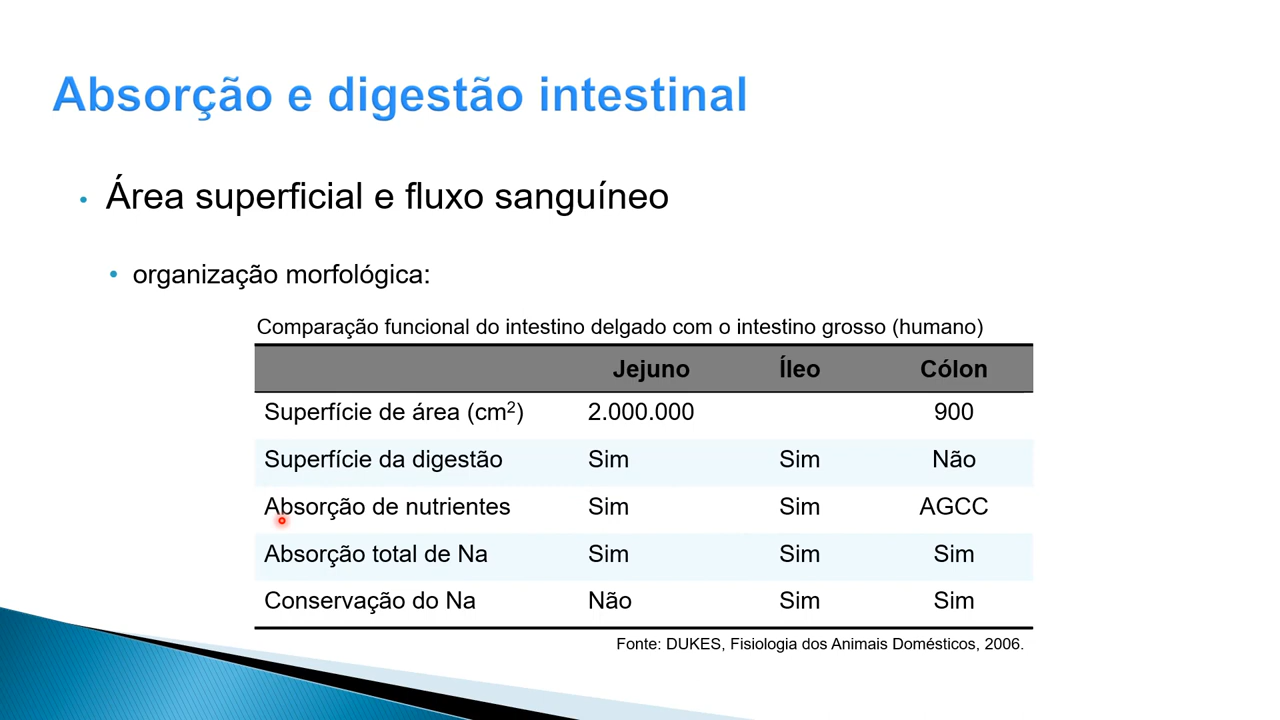 Absorção e digestão intestinal
• Área superficial e fluxo sanguíneo
• organização morfológica:
Comparação funcional do intestino delgado com o intestino grosso (humano)
Jejuno Íleo Cólon
Superfície de área (cm²) 2.000.000 900
Superfície da digestão Sim Sim Não
Absorção de nutrientes Sim Sim AGCC
Absorção total de Na Sim Sim Sim
Conservação do Na Não Sim Sim
Fonte: DUKES, Fisiologia dos Animais Domésticos, 2006.